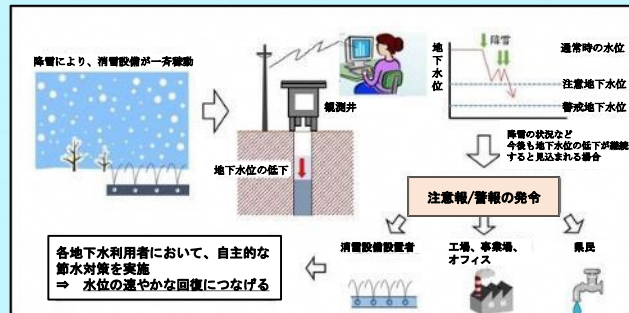 降雪により、消雪設備が一斉稼動
観測井
地下水位の低下
地下水位
降雪
通常時の水位
注意地下水位
警戒地下水位
降雪の状況など
今後も地下水位の低下が継続
すると見込まれる場合
注意報/警報の発令
消雪設備設置者
工場、事業場、
オフィス
県民
各地下水利用者において、自主的な
節水対策を実施
⇒ 水位の速やかな回復につなげる